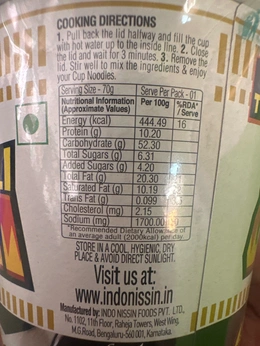 COOKING DIRECTIONS
1. Pull back the lid halfway and fill the cup
with hot water up to the inside line. 2. Close
the lid and wait for 3 minutes. 3. Remove the
lid. Stir well to mix the ingredients & enjoy
your Cup Noodles.
Serving Size - 70g Serve Per Pack - 01
Nutritional Information (Approximate Values) Per 100g %RDA* / Serve
Energy (kcal) 444.49 16
Protein (g) 10.20
Carbohydrate (g) 52.30
Total Sugars (g) 6.31
Added Sugars (g) 4.20
Total Fat (g) 20.30
Saturated Fat (g) 10.19
Trans Fat (g) 0.099
Cholesterol (mg) 2.15
Sodium (mg) 1700.00
*Recommended Dietary Allowance of
an average adult (2000kcal) per day.
STORE IN A COOL, HYGIENIC, DRY
PLACE & AVOID DIRECT SUNLIGHT.
Visit us at:
www.indonissin.in
Manufactured by: INDO NISSIN FOODS PVT. LTD.,
No. 1102, 11th Floor, Raheja Towers, West Wing,
M.G.Road, Bengaluru-560 001, Karnataka.